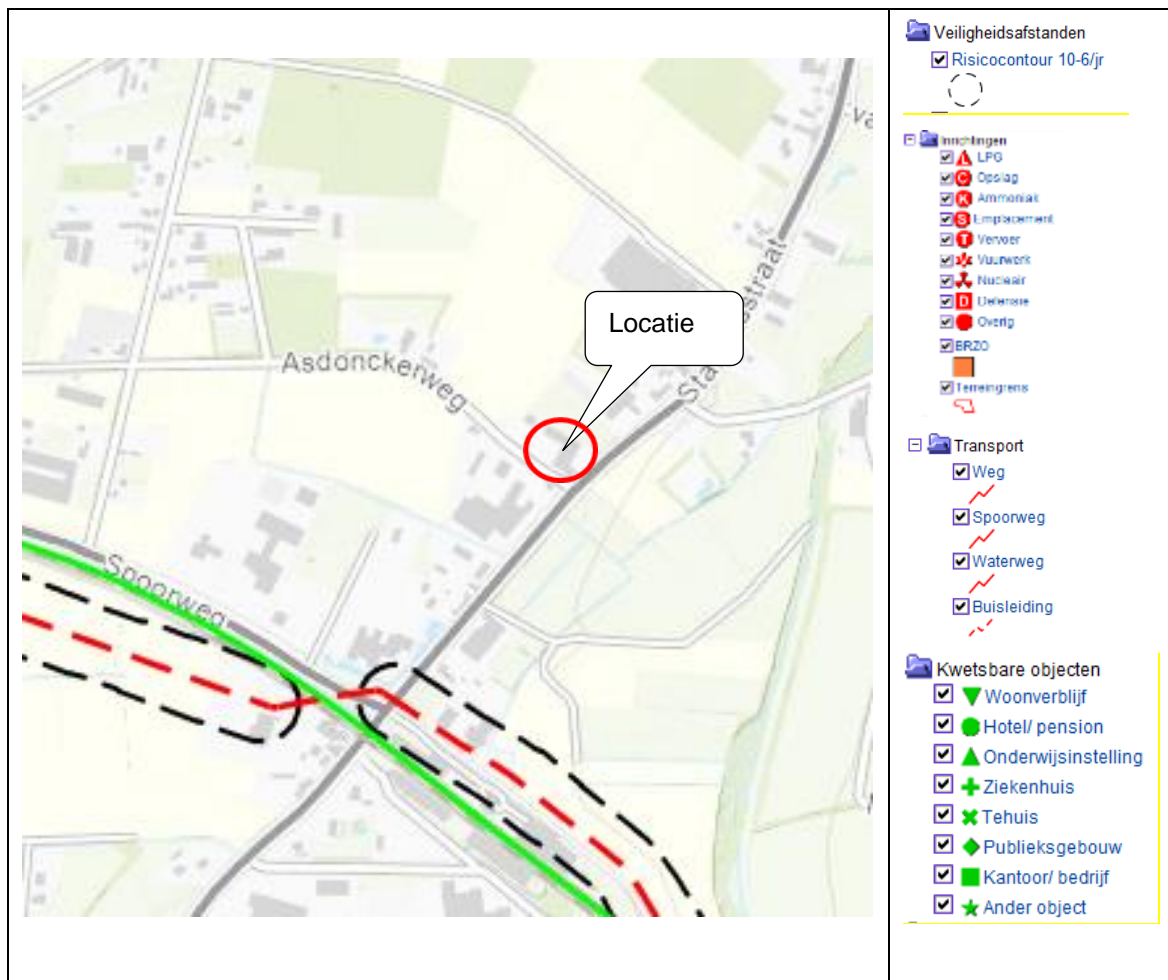 Locatie
Asdonckerweg
Spoorweg
Veiligheidsafstanden
Risicocontour 10-6/jr
Inrichtingen
L LPG
C Opslag
K Ammoniak
S Emplacement
T Vervoer
Vuurwerk
Nucleair
D Defensie
Overig
BRZO
Terreingrens
Transport
Weg
Spoorweg
Waterweg
Buisleiding
Kwetsbare objecten
Woonverblijf
Hotel/ pension
Onderwijsinstelling
Ziekenhuis
Tehuis
Publieksgebouw
Kantoor/ bedrijf
Ander object